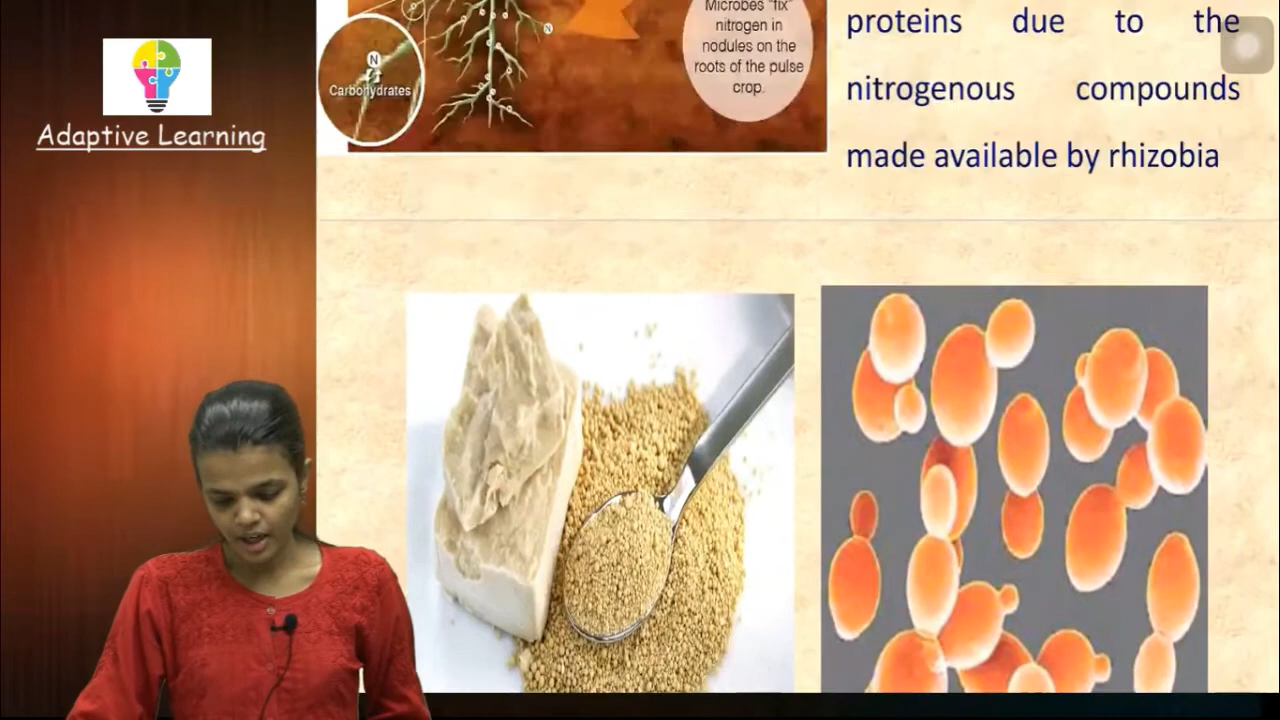 Adaptive Learning
N
Carbohydrates
N
Microbes "fix"
nitrogen in
nodules on the
roots of the pulse
crop.
proteins due to the
nitrogenous compounds
made available by rhizobia